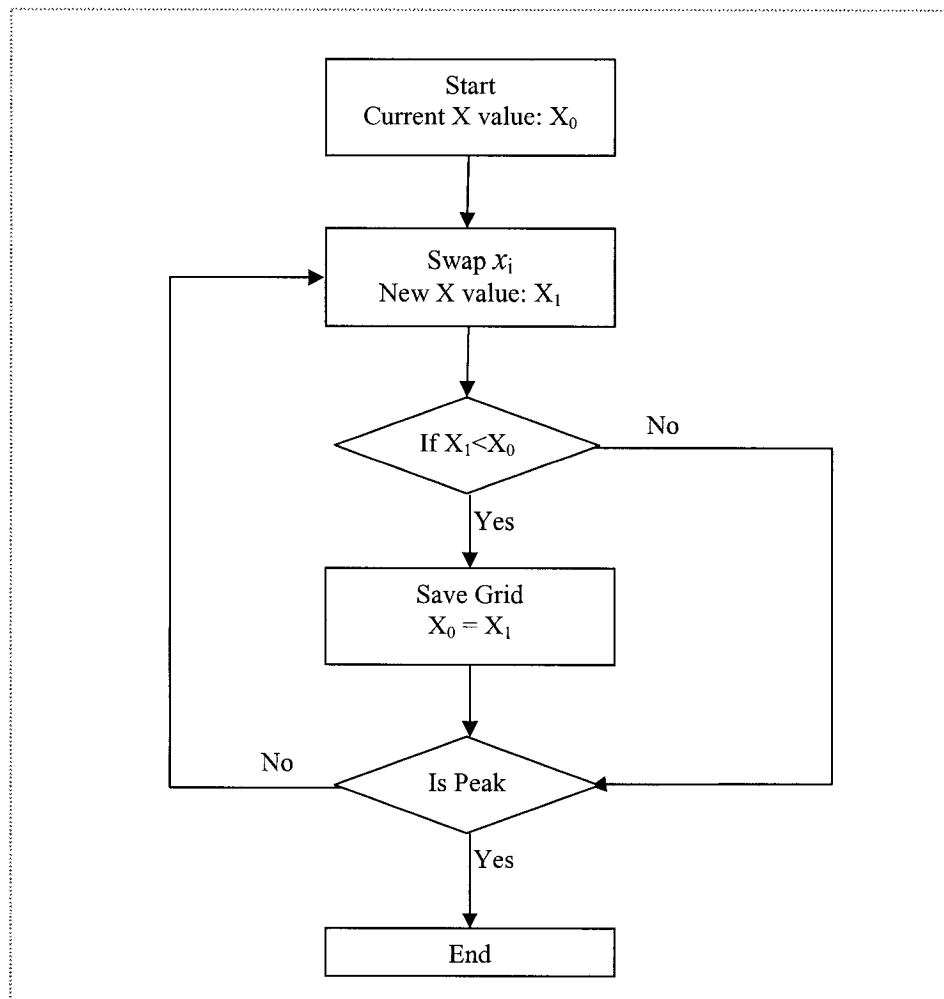 Start
Current X value: X₀
Swap xᵢ
New X value: X₁
If X₁<X₀
No
Yes
Save Grid
X₀ = X₁
No
Is Peak
Yes
End